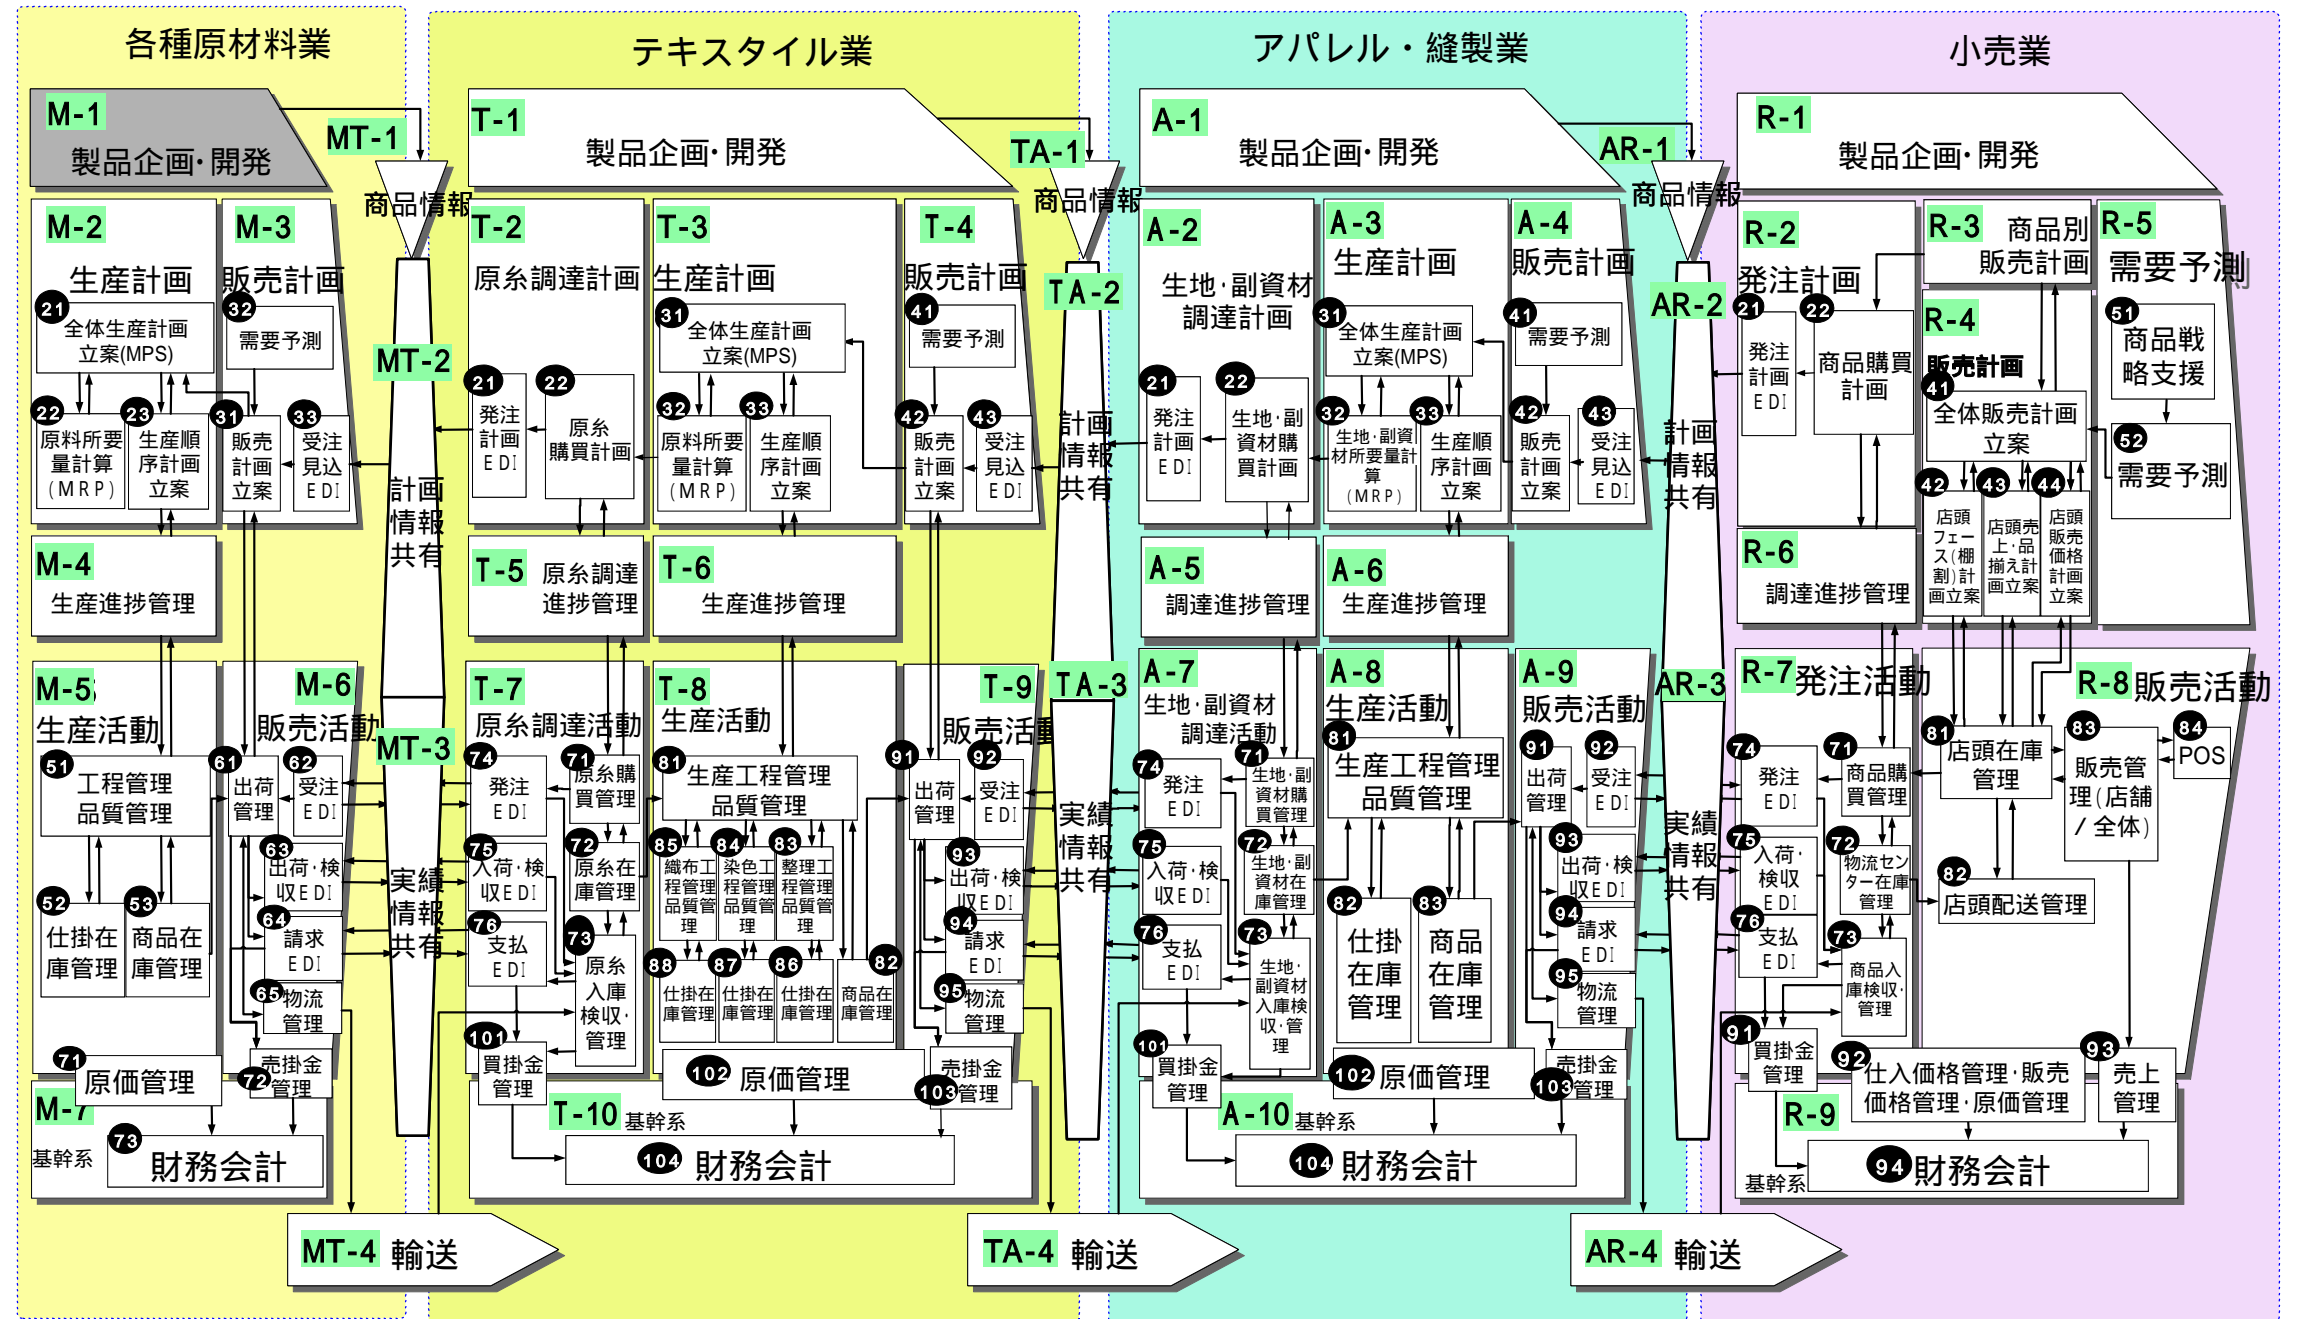 各種原材料業
M-1
製品企画・開発
MT-1
商品情報
M-2
生産計画
21
全体生産計画
立案(MPS)
22
原料所要
量計算
(MRP)
23
生産順
序計画
立案
M-3
販売計画
32
需要予測
31
販売
計画
立案
33
受注
見込
EDI
MT-2
計画
情報
共有
M-4
生産進捗管理
M-5
生産活動
51
工程管理
品質管理
52
仕掛在
庫管理
53
商品在
庫管理
M-6
販売活動
61
出荷
管理
62
受注
EDI
63
出荷・検
収EDI
64
請求
EDI
65
物流
管理
MT-3
実績
情報
共有
71
原価管理
72
売掛金
管理
M-7
基幹系
73
財務会計
MT-4
輸送
テキスタイル業
T-1
製品企画・開発
TA-1
商品情報
T-2
原糸調達計画
21
発注
計画
EDI
22
原糸
購買計画
T-3
生産計画
31
全体生産計画
立案(MPS)
32
原料所要
量計算
(MRP)
33
生産順
序計画
立案
T-4
販売計画
41
需要予測
42
販売
計画
立案
43
受注
見込
EDI
TA-2
計画
情報
共有
T-5
原糸調達
進捗管理
T-6
生産進捗管理
T-7
原糸調達活動
74
発注
EDI
71
原糸購
買管理
75
入荷・検
収EDI
72
原糸在
庫管理
76
支払
EDI
73
原糸
入庫
検収・
管理
101
買掛金
管理
T-8
生産活動
81
生産工程管理
品質管理
85
織布工
程管理
品質管
理
84
染色工
程管理
品質管
理
83
整理工
程管理
品質管
理
88
仕掛在
庫管理
87
仕掛在
庫管理
86
仕掛在
庫管理
82
商品在
庫管理
T-9
販売活動
91
出荷
管理
92
受注
EDI
93
出荷・検
収EDI
94
請求
EDI
95
物流
管理
TA-3
実績
情報
共有
102
原価管理
103
売掛金
管理
T-10
基幹系
104
財務会計
TA-4
輸送
アパレル・縫製業
A-1
製品企画・開発
AR-1
商品情報
A-2
生地・副資材
調達計画
21
発注
計画
EDI
22
生地・副
資材購
買計画
A-3
生産計画
31
全体生産計画
立案(MPS)
32
生地・副資
材所要量計
算
(MRP)
33
生産順
序計画
立案
A-4
販売計画
41
需要予測
42
販売
計画
立案
43
受注
見込
EDI
AR-2
計画
情報
共有
A-5
調達進捗管理
A-6
生産進捗管理
A-7
生地・副資材
調達活動
74
発注
EDI
71
生地・副
資材購
買管理
75
入荷・検
収EDI
72
生地・副
資材在
庫管理
76
支払
EDI
73
生地・
副資材
入庫検
収・管
理
101
買掛金
管理
A-8
生産活動
81
生産工程管理
品質管理
82
仕掛
在庫
管理
83
商品
在庫
管理
A-9
販売活動
91
出荷
管理
92
受注
EDI
93
出荷・検
収EDI
94
請求
EDI
95
物流
管理
AR-3
実績
情報
共有
102
原価管理
103
売掛金
管理
A-10
基幹系
104
財務会計
AR-4
輸送
小売業
R-1
製品企画・開発
R-2
発注計画
21
発注
計画
EDI
22
商品購買
計画
R-3
商品別
販売計画
R-4
販売計画
41
全体販売計画
立案
42
店頭
フェー
ス(棚
割)計
画立案
43
店頭売
上・品
揃え計
画立案
44
店頭
販売
価格
計画
立案
R-5
需要予測
51
商品戦
略支援
52
需要予測
R-6
調達進捗管理
R-7
発注活動
74
発注
EDI
71
商品購
買管理
75
入荷・
検収
EDI
72
物流セン
ター在庫
管理
76
支払
EDI
73
商品入
庫検収・
管理
R-8
販売活動
81
店頭在庫
管理
83
販売管
理(店舗
/全体)
84
POS
82
店頭配送管理
91
買掛金
管理
92
仕入価格管理・販売
価格管理・原価管理
93
売上
管理
R-9
基幹系
94
財務会計